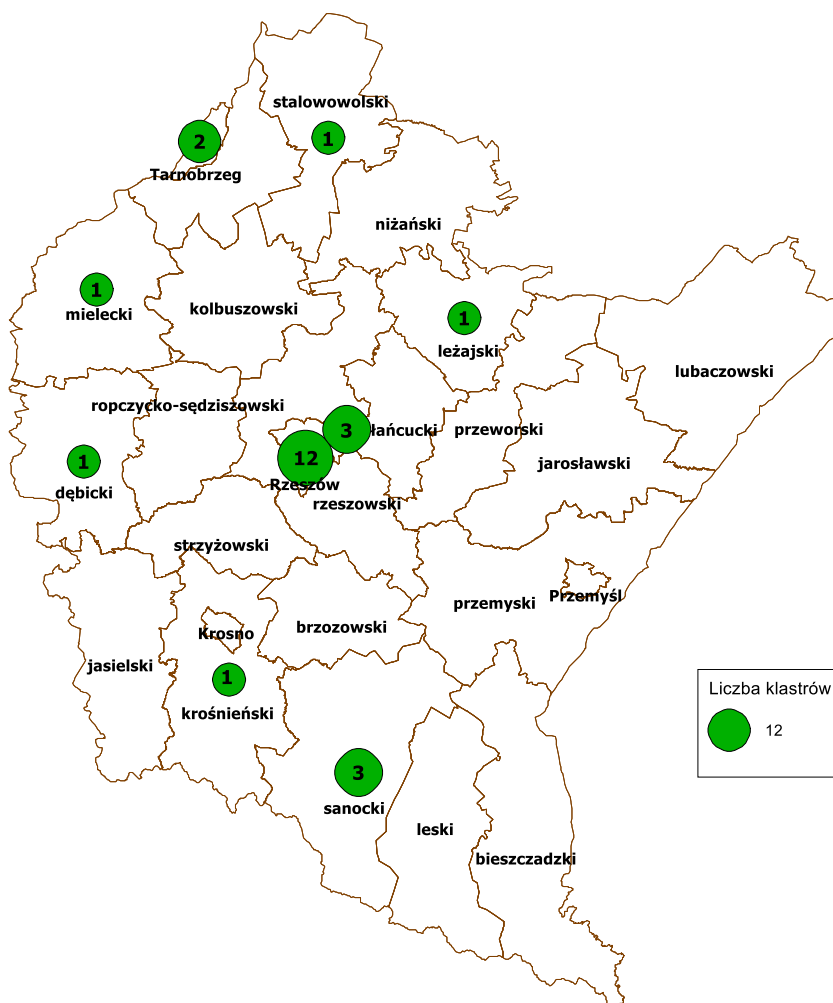 stalowowolski
1
2
Tarnobrzeg
niżański
1
mielecki
kolbuszowski
1
leżajski
lubaczowski
ropczycko-sędziszowski
3
łańcucki
przeworski
12
jarosławski
1
dębicki
Rzeszów
rzeszowski
strzyżowski
Przemyśl
przemyski
Krosno
brzozowski
jasielski
1
krośnieński
Liczba klastrów
12
3
sanocki
leski
bieszczadzki